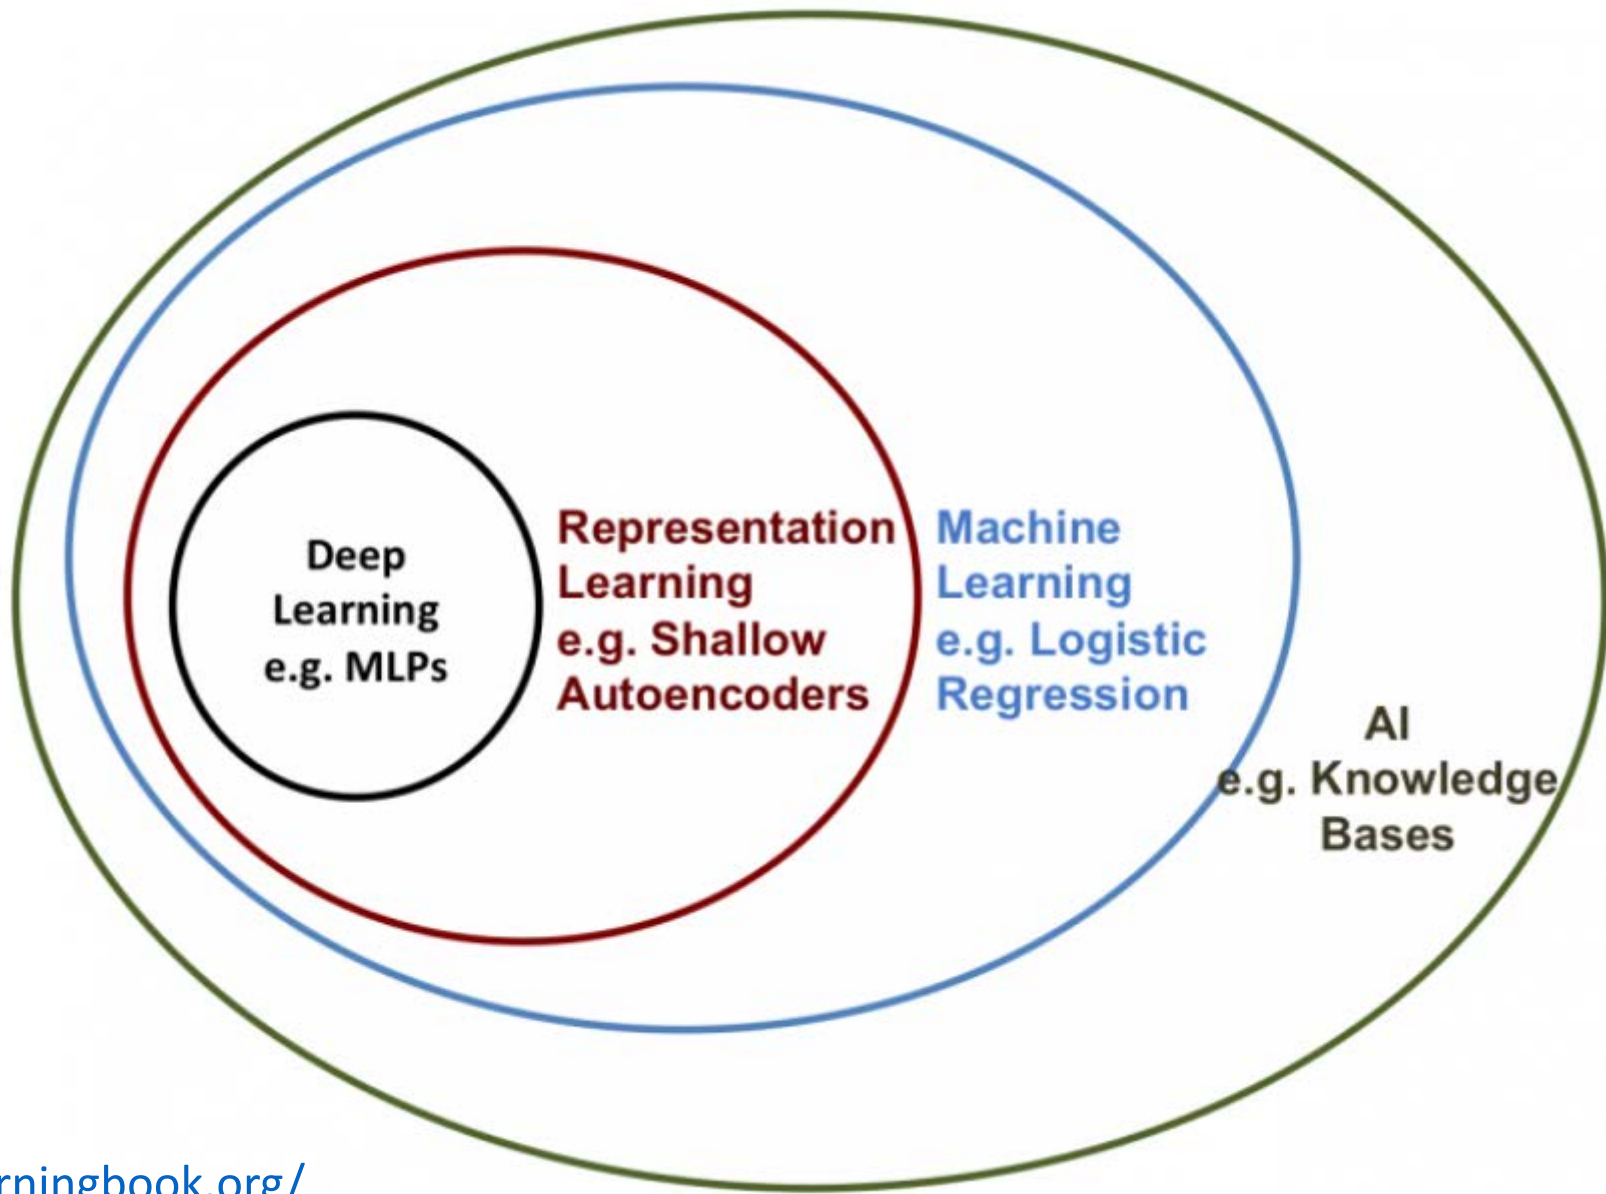 Deep
Learning
e.g. MLPs
Representation
Learning
e.g. Shallow
Autoencoders
Machine
Learning
e.g. Logistic
Regression
AI
e.g. Knowledge
Bases
rningbook.org/